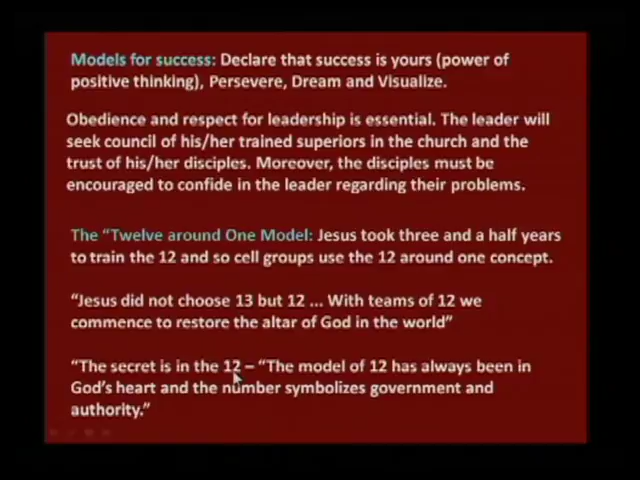 Models for success: Declare that success is yours (power of
positive thinking), Persevere, Dream and Visualize.
Obedience and respect for leadership is essential. The leader will
seek council of his/her trained superiors in the church and the
trust of his/her disciples. Moreover, the disciples must be
encouraged to confide in the leader regarding their problems.
The “Twelve around One Model: Jesus took three and a half years
to train the 12 and so cell groups use the 12 around one concept.
“Jesus did not choose 13 but 12 ... With teams of 12 we
commence to restore the altar of God in the world”
“The secret is in the 12 – “The model of 12 has always been in
God’s heart and the number symbolizes government and
authority.”